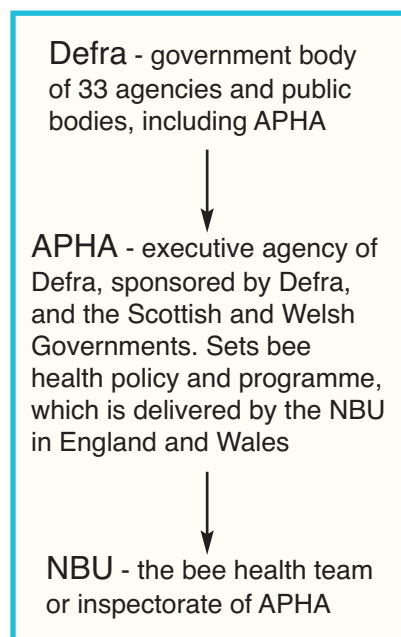 Defra - government body
of 33 agencies and public
bodies, including APHA
APHA - executive agency of
Defra, sponsored by Defra,
and the Scottish and Welsh
Governments. Sets bee
health policy and programme,
which is delivered by the NBU
in England and Wales
NBU - the bee health team
or inspectorate of APHA